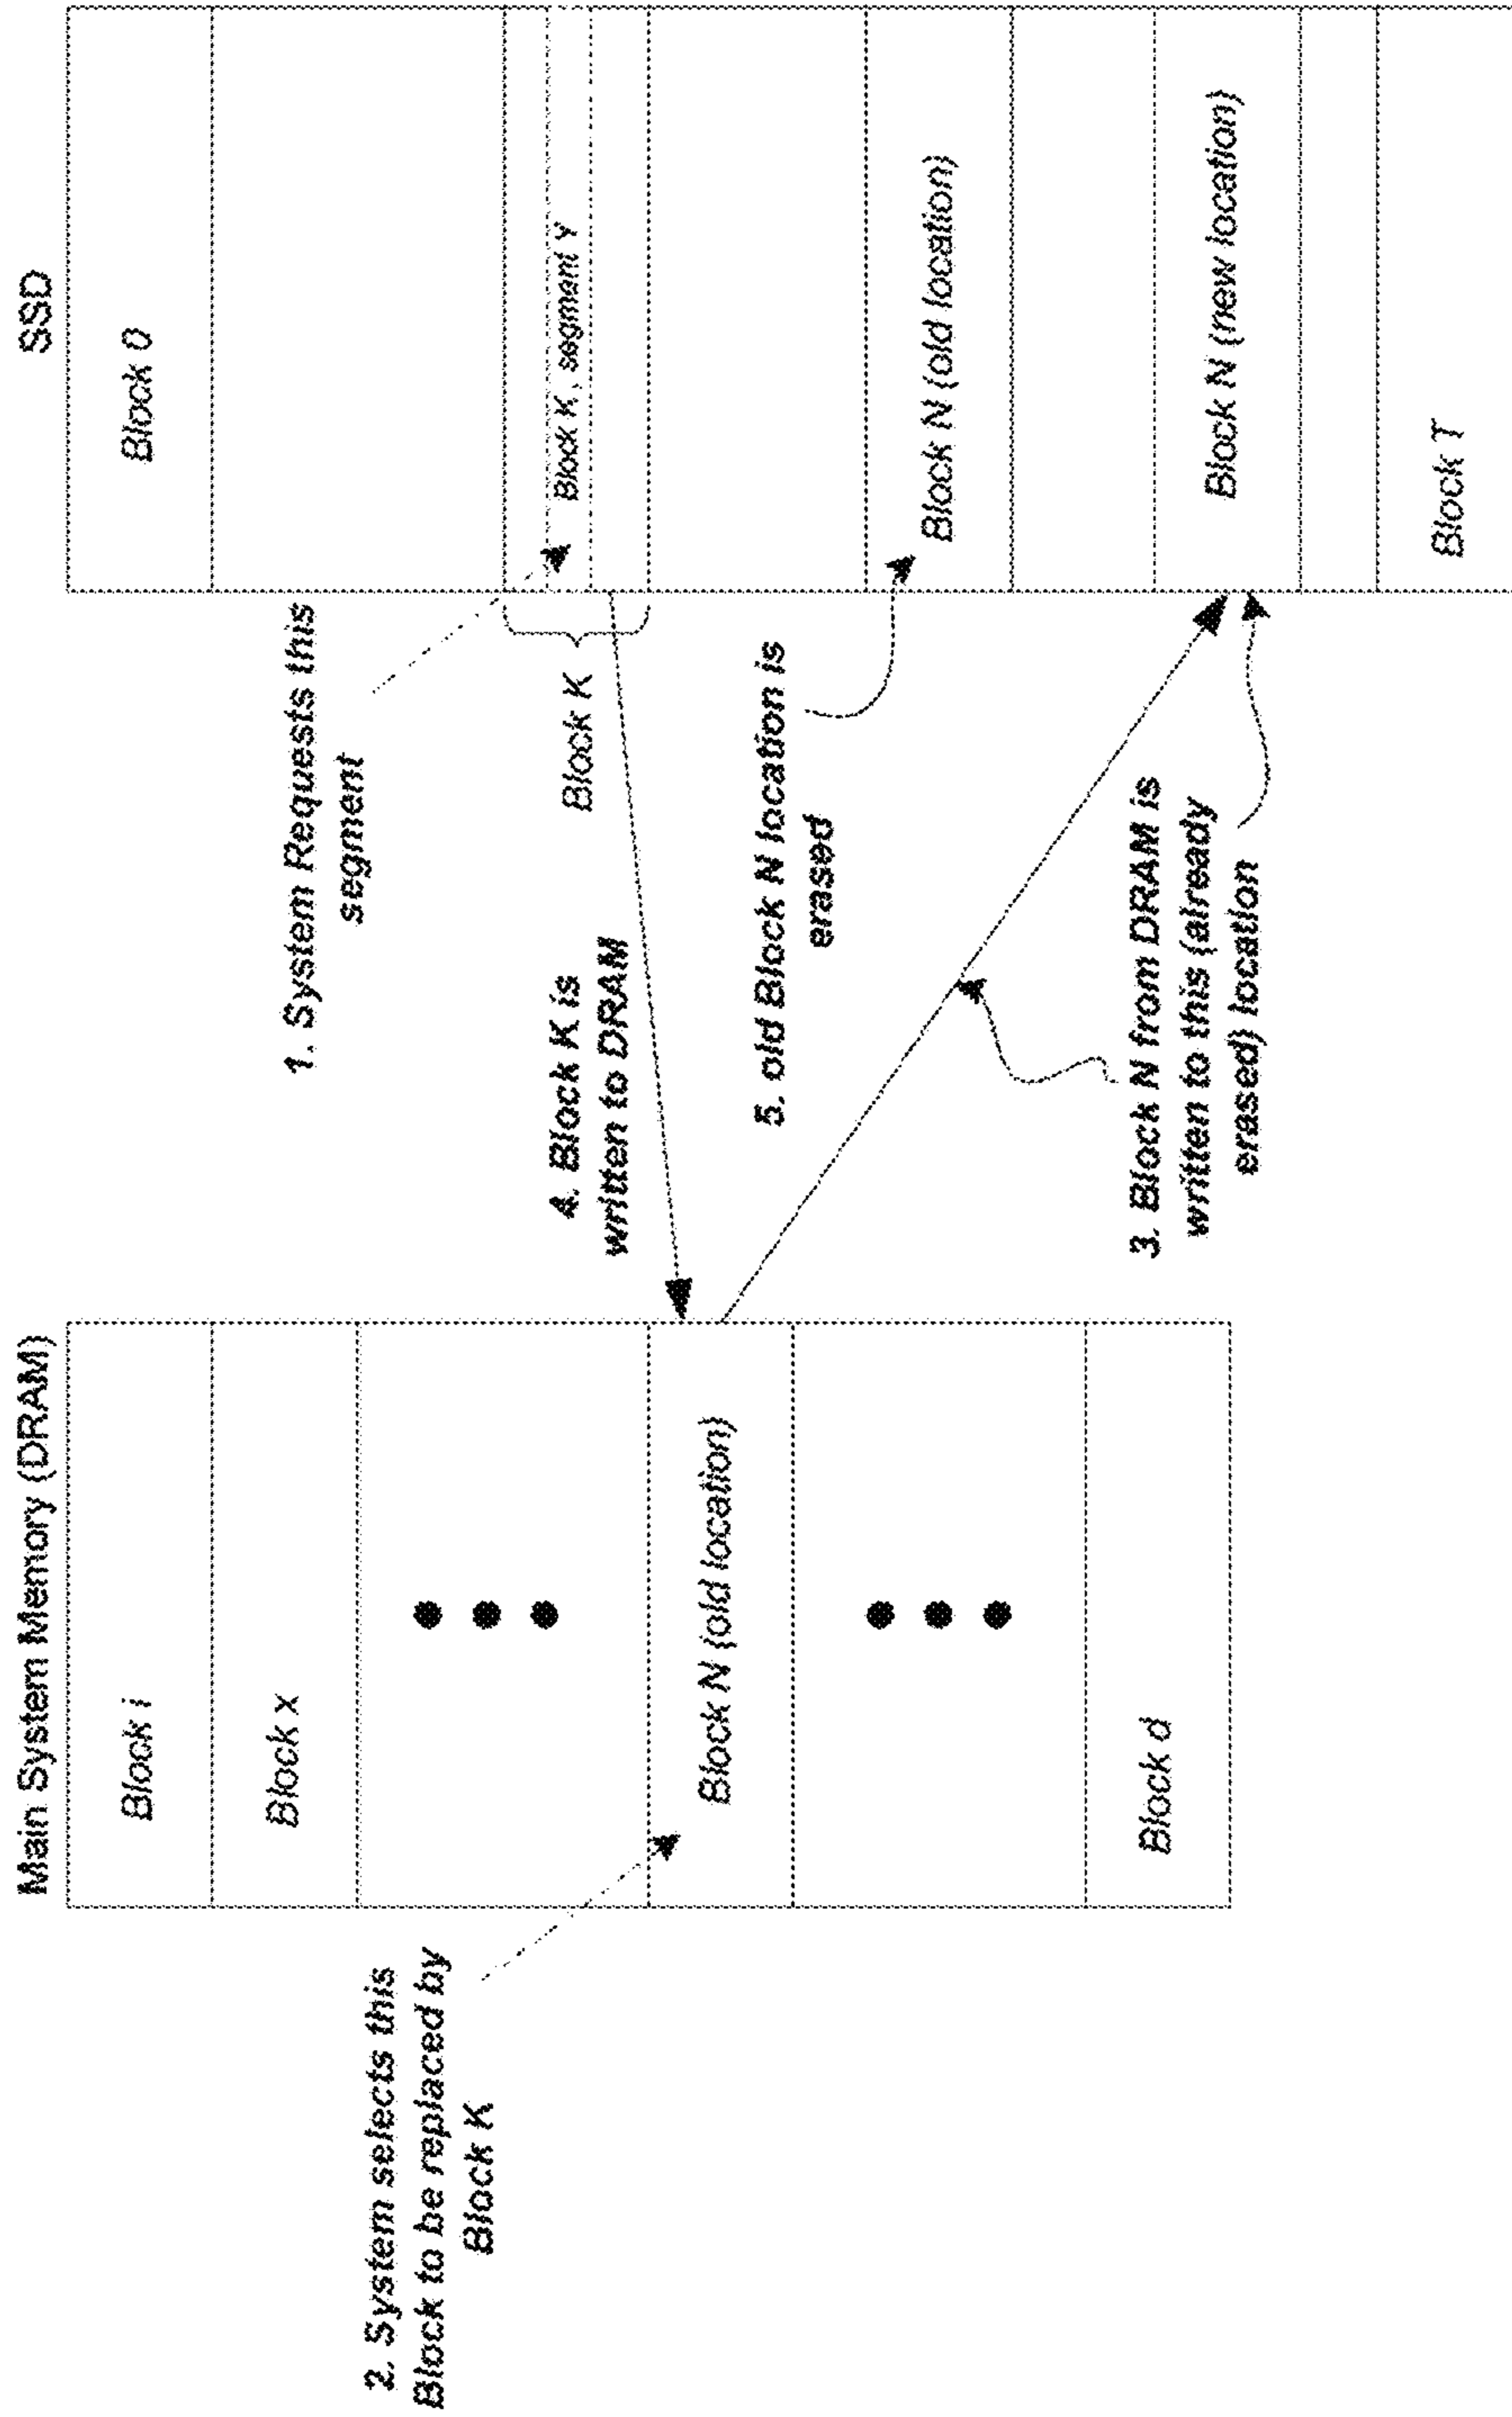 Main System Memory (DRAM)
Block i
Block x
Block N (old location)
Block d
2. System selects this
Block to be replaced by
Block K
SSD
Block 0
Block K, segment Y
Block N (old location)
Block N (new location)
Block T
1. System Requests this
segment
Block K
4. Block K is
written to DRAM
5. old Block N location is
erased
3. Block N from DRAM is
written to this (already
erased) location